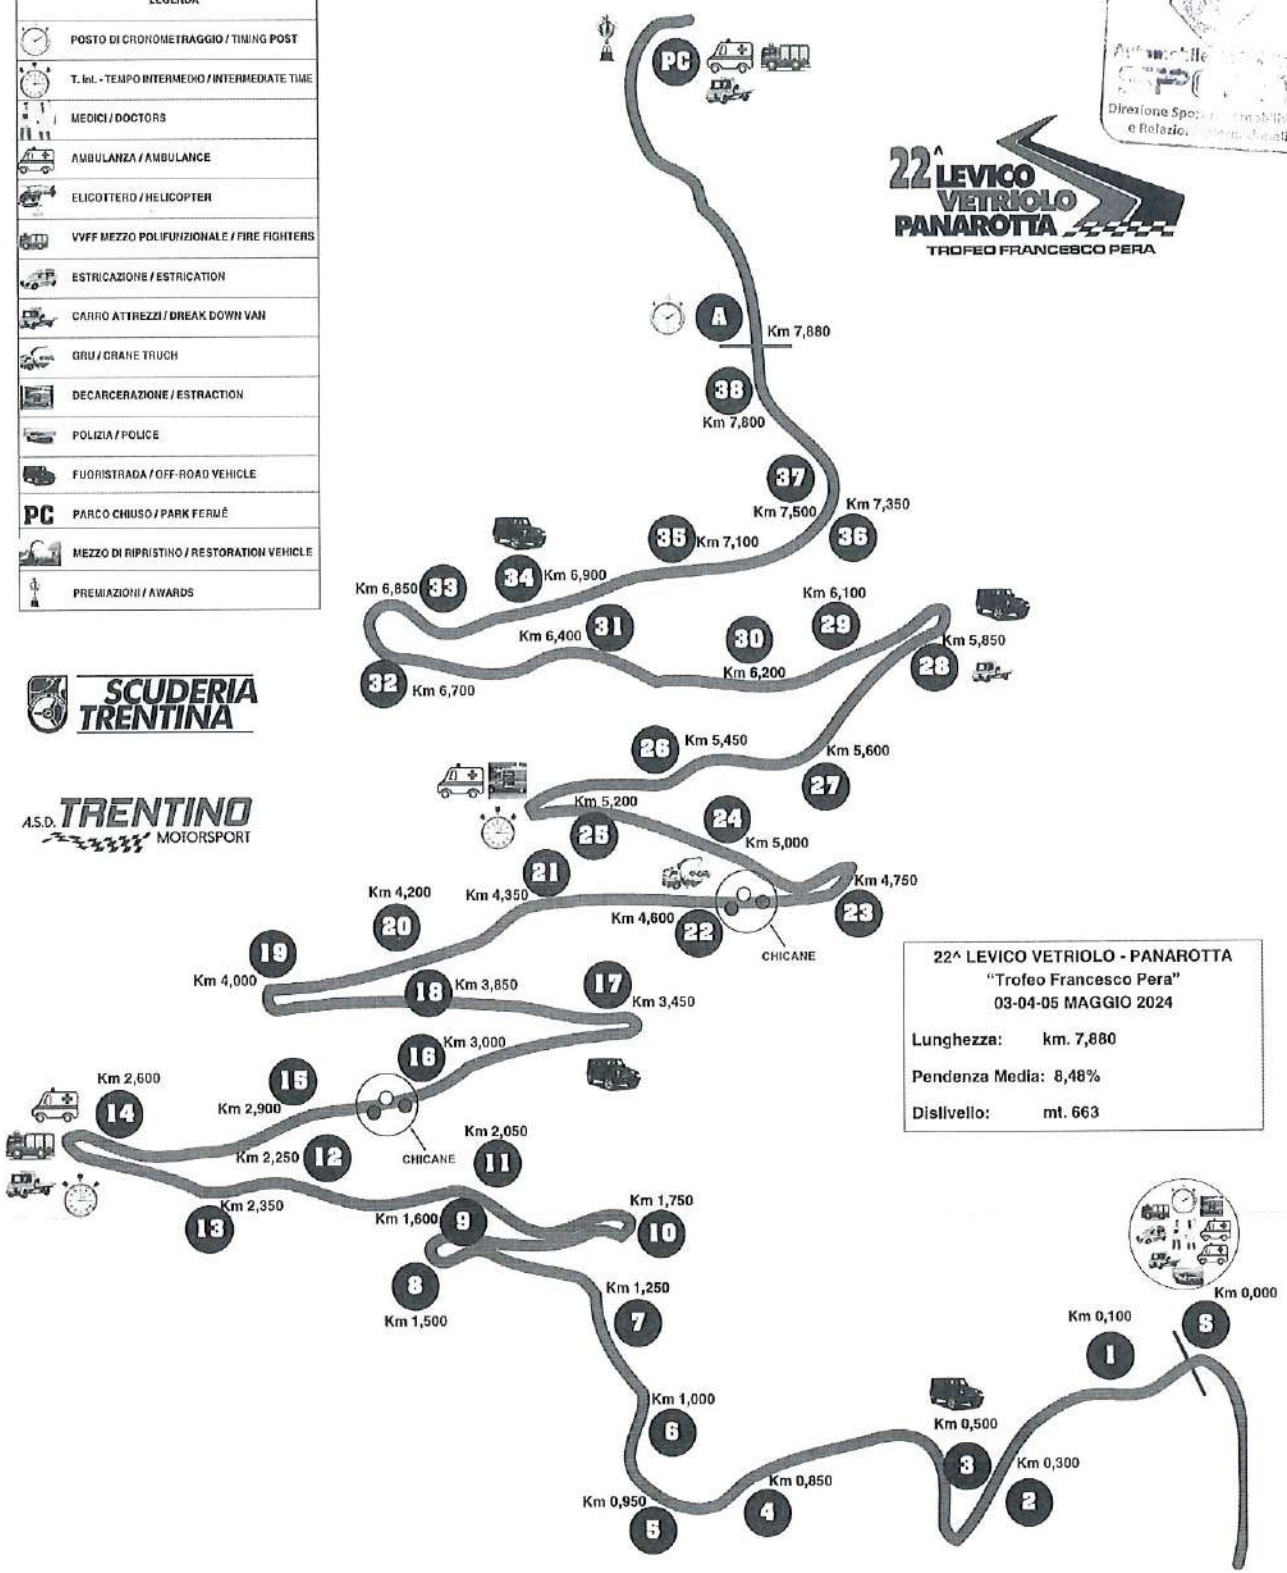 LEGENDA
POSTO DI CRONOMETRAGGIO / TIMING POST
T. Int. - TEMPO INTERMEDIO / INTERMEDIATE TIME
MEDICI / DOCTORS
AMBULANZA / AMBULANCE
ELICOTTERO / HELICOPTER
VVFF MEZZO POLIFUNZIONALE / FIRE FIGHTERS
ESTRICAZIONE / ESTRICATION
CARRO ATTREZZI / BREAK DOWN VAN
GRU / CRANE TRUCH
DECARCERAZIONE / ESTRACTION
POLIZIA / POLICE
FUORISTRADA / OFF-ROAD VEHICLE
PC PARCO CHIUSO / PARK FERMÈ
MEZZO DI RIPRISTINO / RESTORATION VEHICLE
PREMIAZIONI / AWARDS
SCUDERIA
TRENTINA
A.S.D. TRENTINO
MOTORSPORT
PC
Direzione
e
22^ LEVICO
VETRIOLO
PANAROTTA
TROFEO FRANCESCO PERA
A
Km 7,880
38
Km 7,800
37
Km 7,500
Km 7,350
36
35
Km 7,100
34
Km 6,900
Km 6,850
33
32
Km 6,700
Km 6,400
31
30
Km 6,200
Km 6,100
29
Km 5,850
28
26
Km 5,450
Km 5,600
27
Km 5,200
25
24
Km 5,000
21
Km 4,350
Km 4,750
23
Km 4,600
22
CHICANE
Km 4,200
20
19
Km 4,000
18
Km 3,850
17
Km 3,450
16
Km 3,000
15
Km 2,900
CHICANE
Km 2,600
14
Km 2,250
12
13
Km 2,350
Km 2,050
11
Km 1,600
9
Km 1,750
10
8
Km 1,500
Km 1,250
7
Km 1,000
6
Km 0,950
5
Km 0,850
4
Km 0,500
3
Km 0,300
2
Km 0,100
1
Km 0,000
S
22^ LEVICO VETRIOLO - PANAROTTA
"Trofeo Francesco Pera"
03-04-05 MAGGIO 2024
Lunghezza: km. 7,880
Pendenza Media: 8,48%
Dislivello: mt. 663